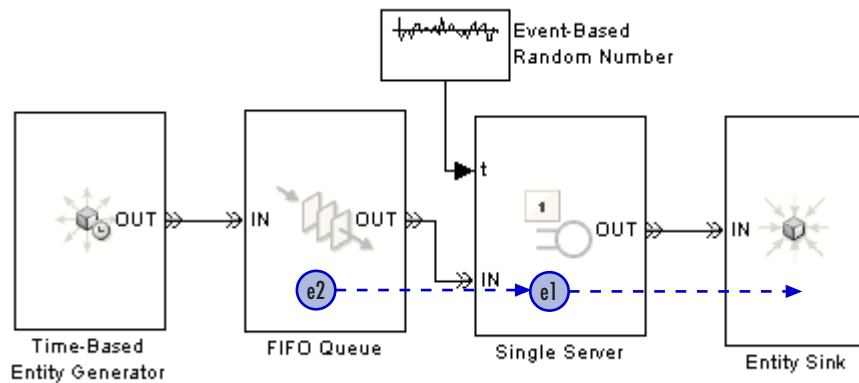 Event-Based
Random Number
t
1
OUT
IN
OUT
OUT
IN
IN
e2
e1
Time-Based
Entity Generator
FIFO Queue
Single Server
Entity Sink